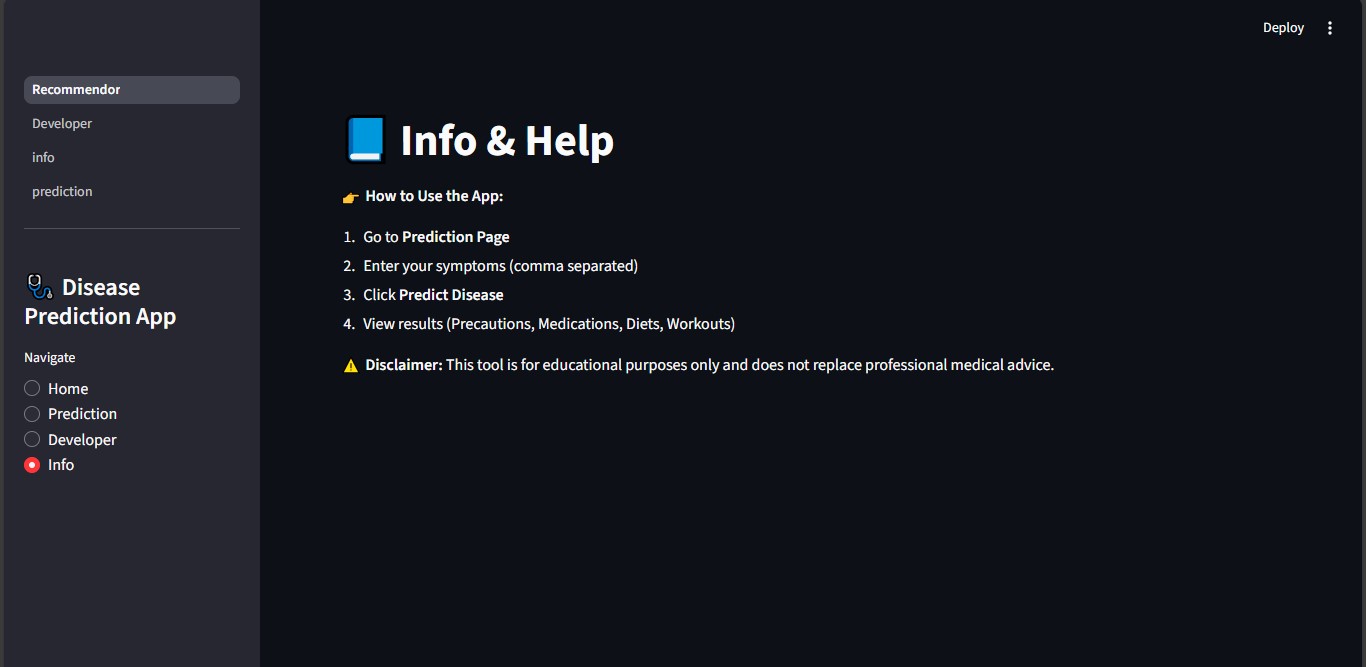 Deploy
Recommendor
Developer
info
prediction
Disease
Prediction App
Navigate
Home
Prediction
Developer
Info
Info & Help
How to Use the App:
1. Go to Prediction Page
2. Enter your symptoms (comma separated)
3. Click Predict Disease
4. View results (Precautions, Medications, Diets, Workouts)
Disclaimer: This tool is for educational purposes only and does not replace professional medical advice.